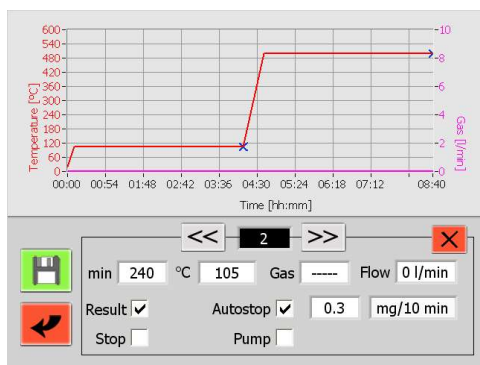 600
540
480
420
360
300
240
180
120
60
0
Temperature [ºC]
10
8
6
4
2
0
Gas [l/min]
00:00 00:54 01:48 02:42 03:36 04:30 05:24 06:18 07:12 08:40
Time [hh:mm]
<< 2 >>
min 240 ºC 105 Gas ----- Flow 0 l/min
Result Autostop 0.3 mg/10 min
Stop Pump